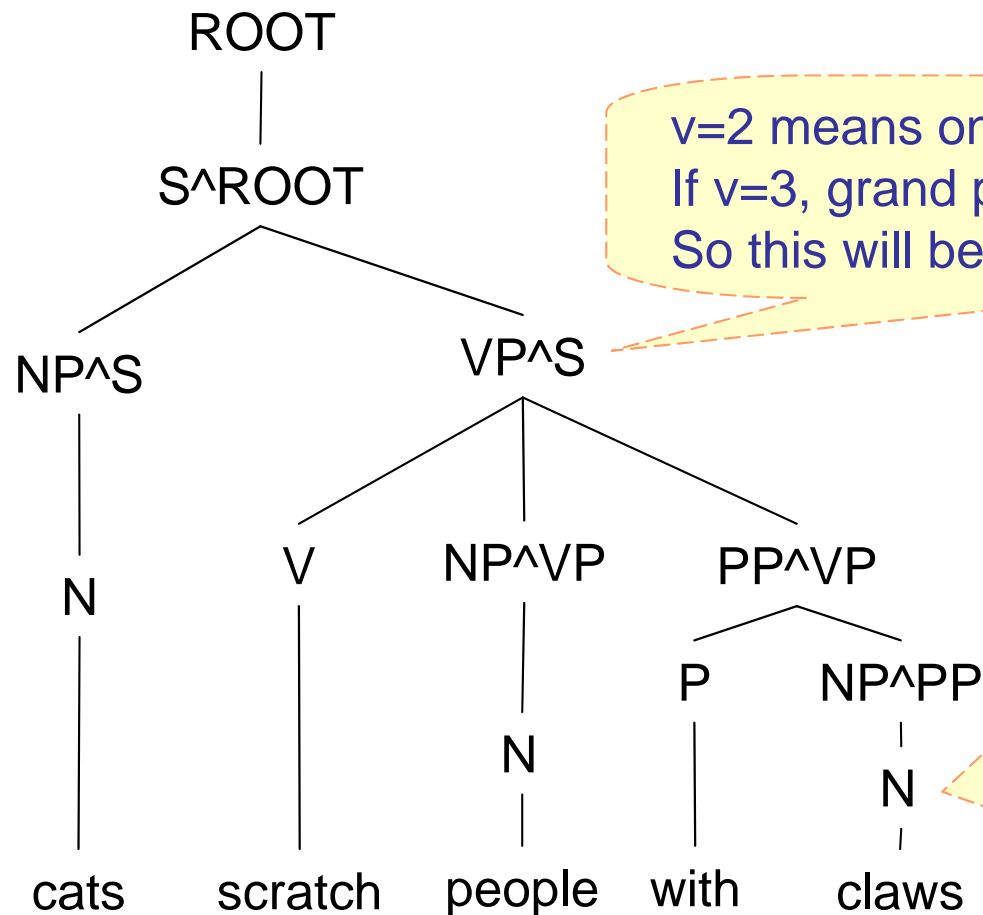 ROOT
S^ROOT
v=2 means
If v=3, grand
So this will be
NP^S
VP^S
V
NP^VP
PP^VP
N
P
NP^PP
N
N
cats scratch people with claws